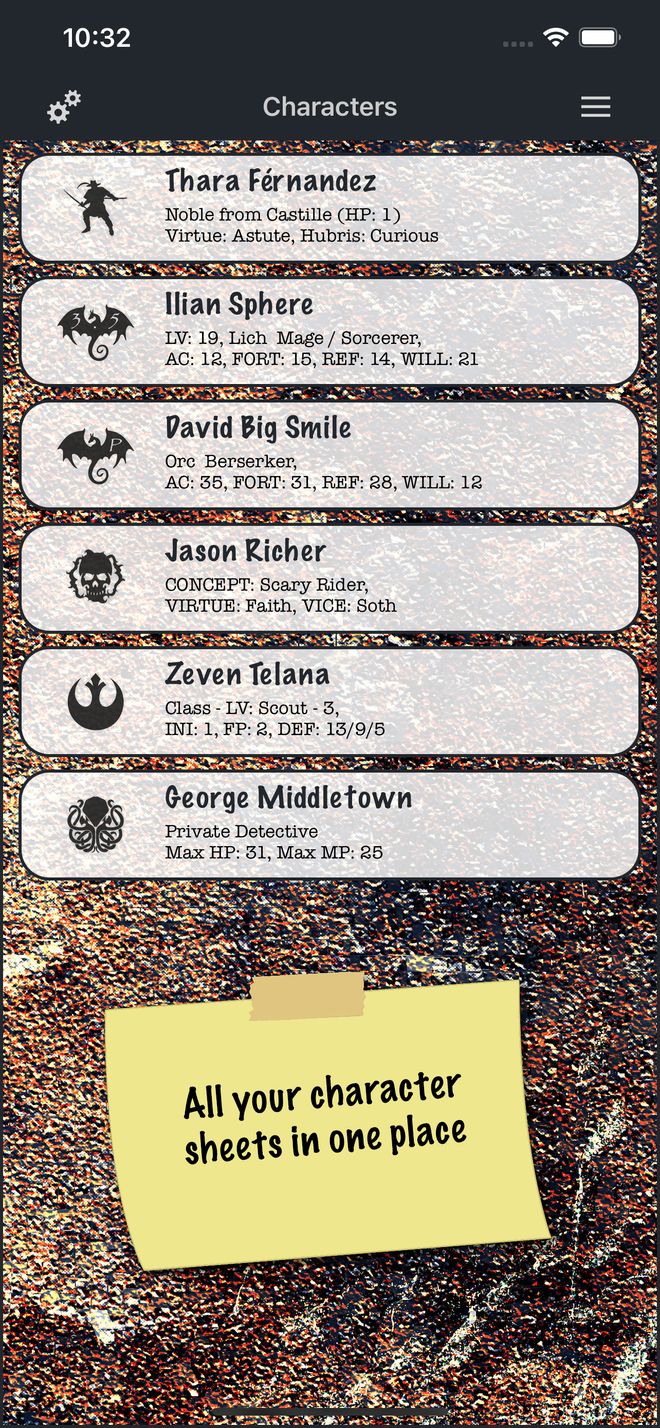 10:32
Characters
Thara Férnandez
Noble from Castille (HP: 1)
Virtue: Astute, Hubris: Curious
3 5
Ilian Sphere
LV: 19, Lich  Mage / Sorcerer,
AC: 12, FORT: 15, REF: 14, WILL: 21
P
David Big Smile
Orc  Berserker,
AC: 35, FORT: 31, REF: 28, WILL: 12
Jason Richer
CONCEPT: Scary Rider,
VIRTUE: Faith, VICE: Soth
Zeven Telana
Class - LV: Scout - 3,
INI: 1, FP: 2, DEF: 13/9/5
George Middletown
Private Detective
Max HP: 31, Max MP: 25
All your character
sheets in one place